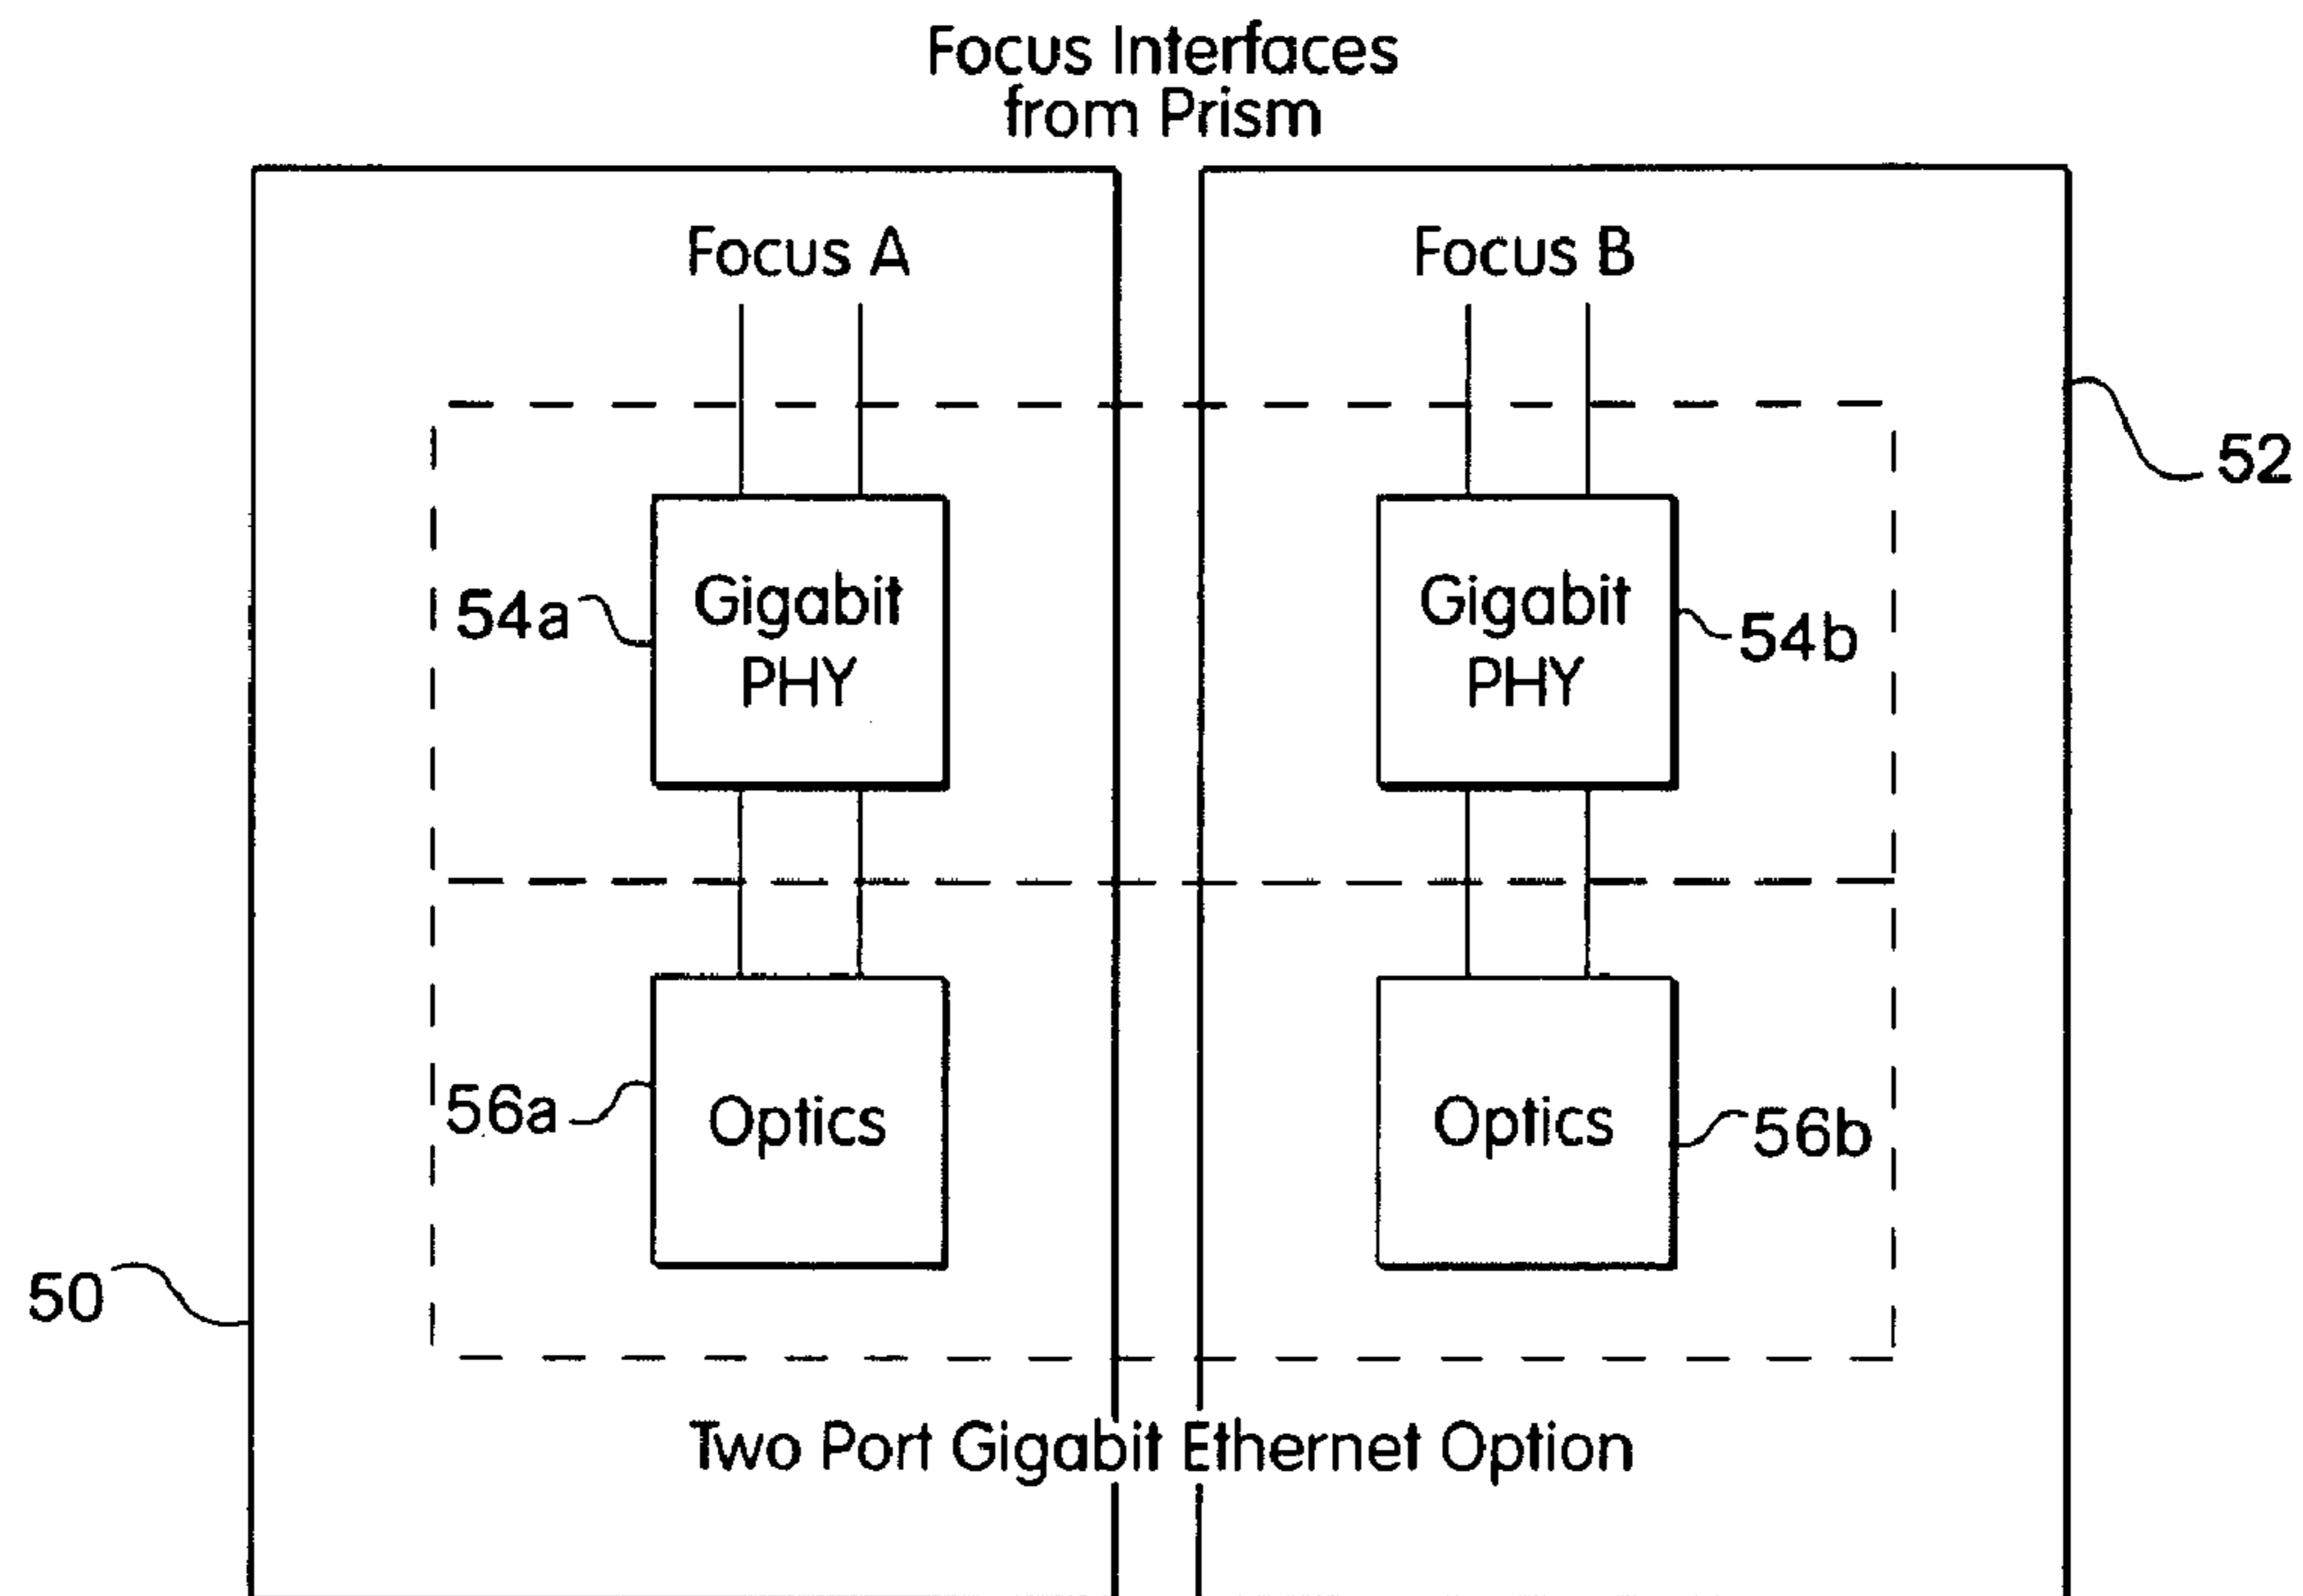 Focus Interfaces
from Prism
Focus A
Focus B
52
54a
Gigabit
PHY
Gigabit
PHY
54b
56a
Optics
Optics
56b
50
Two Port Gigabit Ethernet Option